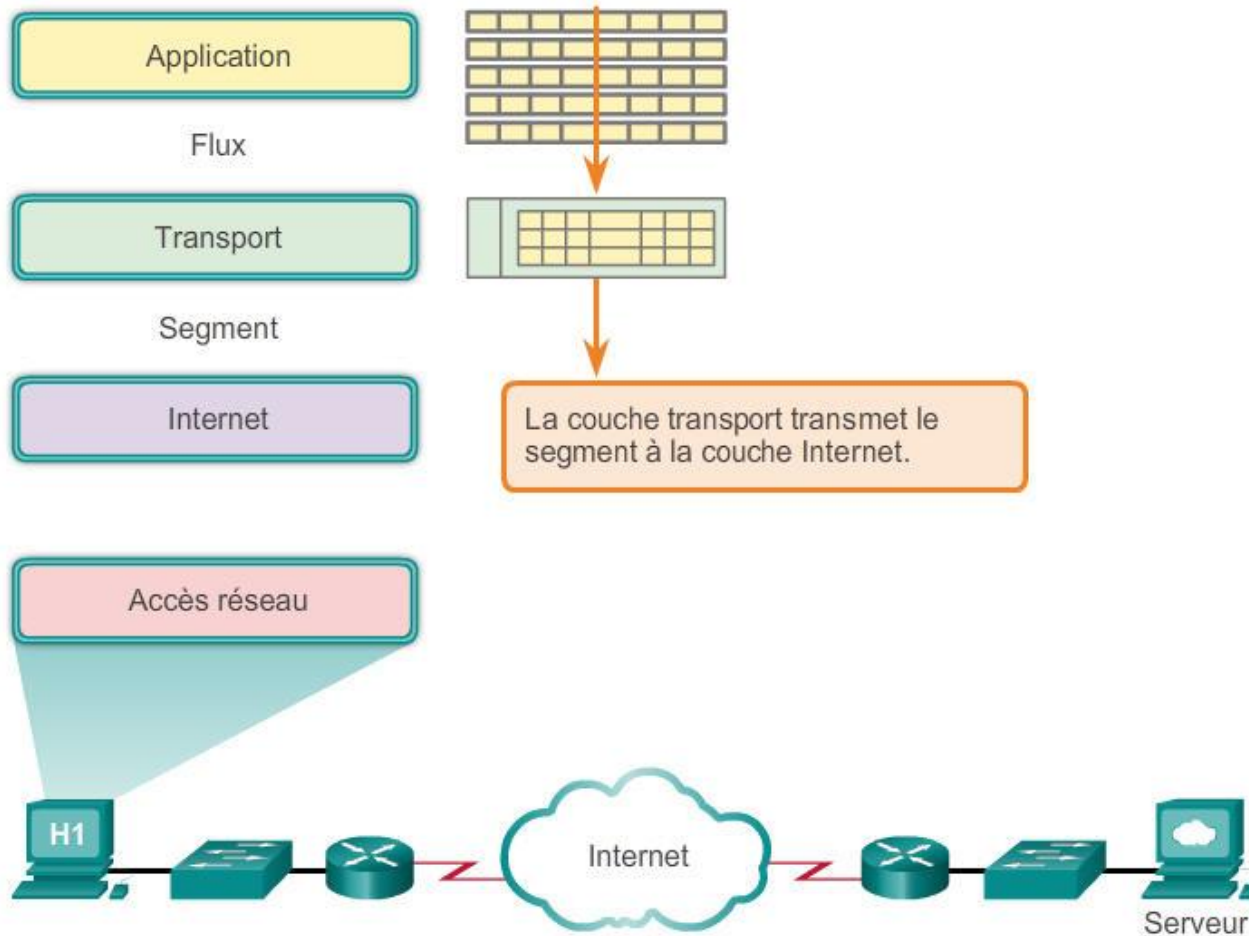 Application
Flux
Transport
Segment
Internet
La couche transport transmet le
segment à la couche Internet.
Accès réseau
H1
Internet
Serveur